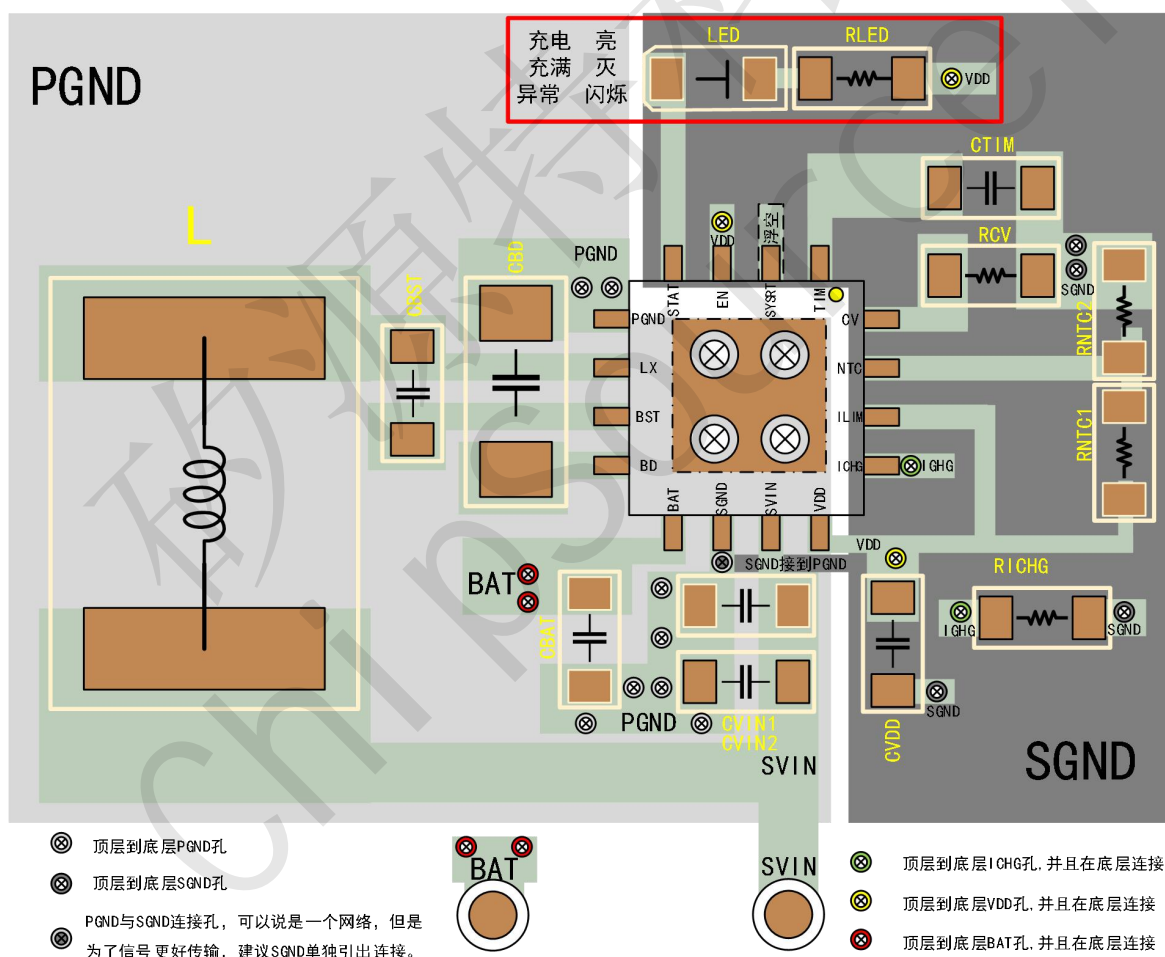 充电 亮
充满 灭
异常 闪烁
LED
RLED
VDD
PGND
CTIM
L
CBD
PGND
VDD
浮空
RCV
SGND
CBST
RNTC2
STAT
EN
SYSRT
TIM
PGND
CV
LX
NTC
BST
ILIM
BD
ICHG
IGHG
RNTC1
BAT
SGND
SVIN
VDD
VDD
SGND接到PGND
RICHG
BAT
CBAT
IGHG
SGND
SGND
PGND
CVIN1
CVIN2
CVDD
SVIN
SGND
顶层到底层PGND孔
顶层到底层SGND孔
PGND与SGND连接孔，可以说是一个网络，但是
为了信号更好传输，建议SGND单独引出连接。
BAT
SVIN
顶层到底层ICHG孔,并且在底层连接
顶层到底层VDD孔,并且在底层连接
顶层到底层BAT孔,并且在底层连接
矽源特
ChipSource